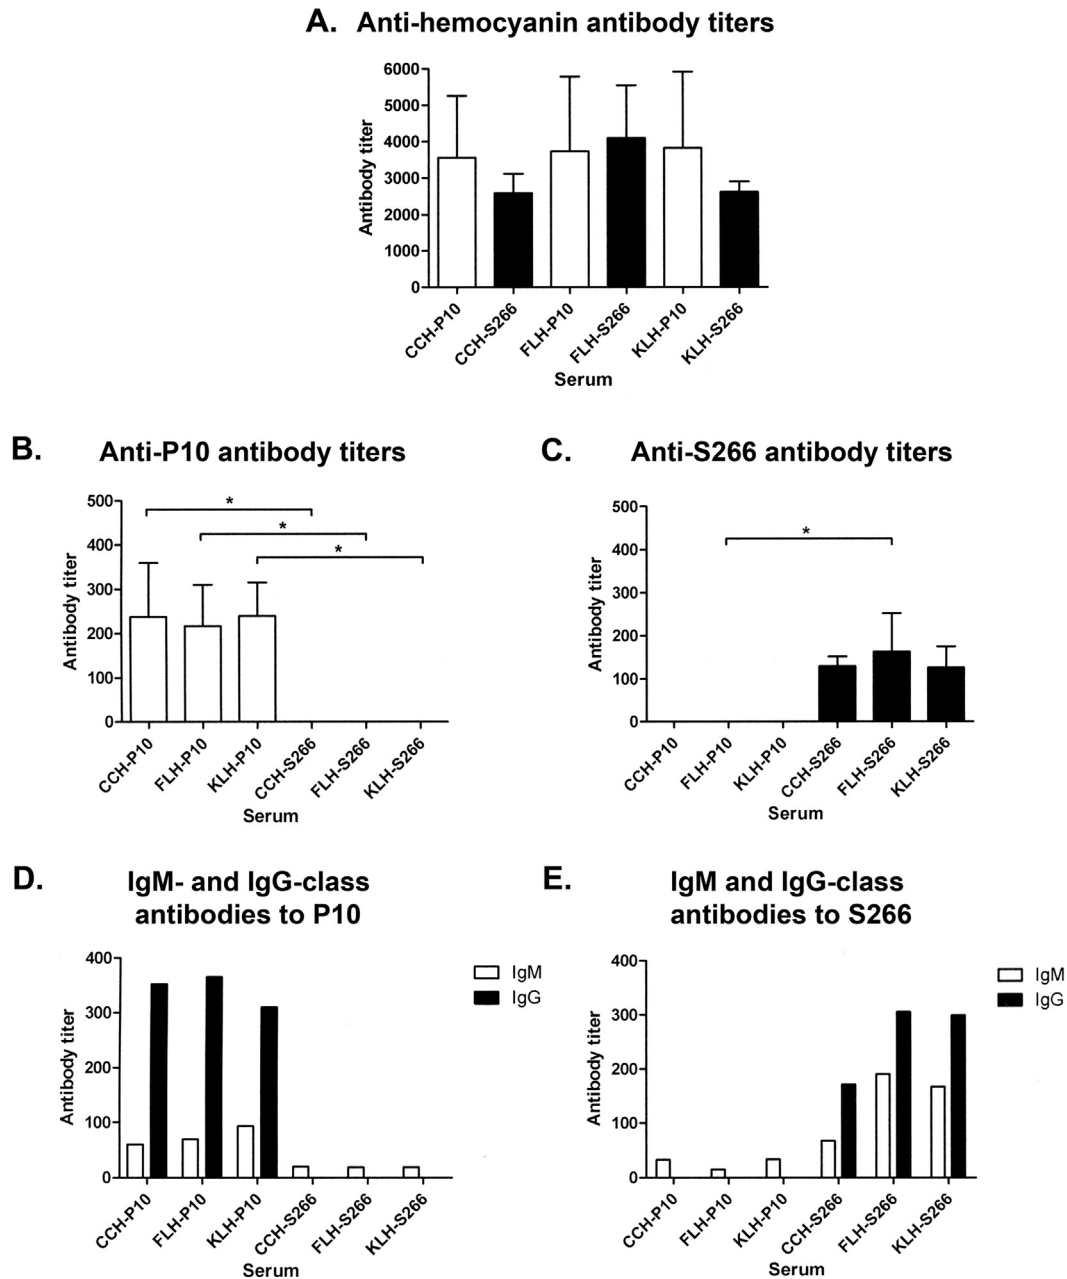 A. Anti-hemocyanin antibody titers
6000
5000
4000
3000
2000
1000
0
Antibody titer
CCH-P10
CCH-S266
FLH-P10
FLH-S266
KLH-P10
KLH-S266
Serum
B. Anti-P10 antibody titers
500
400
300
200
100
0
Antibody titer
*
*
*
CCH-P10
FLH-P10
KLH-P10
CCH-S266
FLH-S266
KLH-S266
Serum
C. Anti-S266 antibody titers
500
400
300
200
100
0
Antibody titer
*
CCH-P10
FLH-P10
KLH-P10
CCH-S266
FLH-S266
KLH-S266
Serum
D. IgM- and IgG-class
antibodies to P10
400
300
200
100
0
Antibody titer
IgM
IgG
CCH-P10
FLH-P10
KLH-P10
CCH-S266
FLH-S266
KLH-S266
Serum
E. IgM and IgG-class
antibodies to S266
400
300
200
100
0
Antibody titer
IgM
IgG
CCH-P10
FLH-P10
KLH-P10
CCH-S266
FLH-S266
KLH-S266
Serum